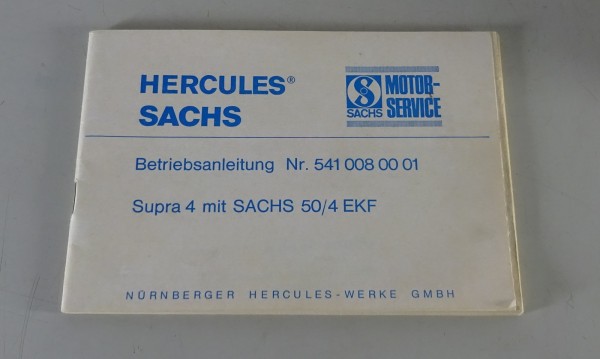 HERCULES®
SACHS
S
SACHS
MOTOR-
SERVICE
Betriebsanleitung Nr. 541 008 00 01
Supra 4 mit SACHS 50/4 EKF
NÜRNBERGER HERCULES-WERKE GMBH